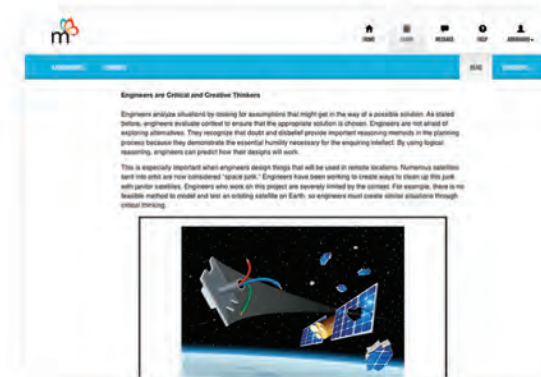 m
HOME LEARN MESSAGE HELP
READ
Engineers are Critical and Creative Thinkers
Engineers analyze situations by looking for assumptions that might get in the way of a possible solution. As stated
before, engineers evaluate context to ensure that the appropriate solution is chosen. Engineers are not afraid of
exploring alternatives. They recognize that doubt and disbelief provide important reasoning methods in the planning
process because they demonstrate the essential humility necessary for the enquiring intellect. By using logical
reasoning, engineers can predict how their designs will work.
This is especially important when engineers design things that will be used in remote locations. Numerous satellites
sent into orbit are now considered "space junk." Engineers have been working to create ways to clean up this junk
with janitor satellites. Engineers who work on this project are severely limited by the context. For example, there is no
feasible method to model and test an orbiting satellite on Earth, so engineers must create similar situations through
critical thinking.